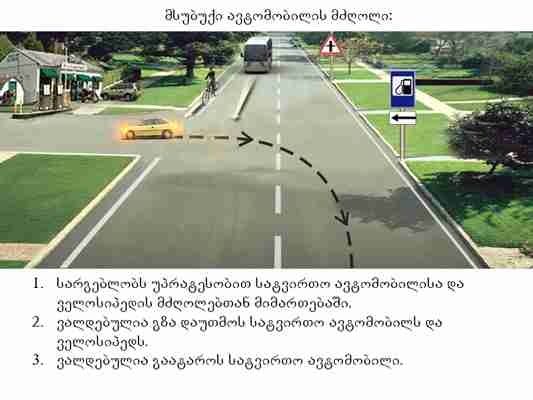 მსუბუქი ავტომობილის მძღოლი:
1. სარგებლობს უპრატესობით სატვირთო ავტომობილისა და
ველოსიპედის მძღოლებთან მიმართებაში.
2. ვალდებულია გზა დაუთმოს სატვირთო ავტომობილს და
ველოსიპედს.
3. ვალდებულია გაატაროს სატვირთო ავტომობილი.